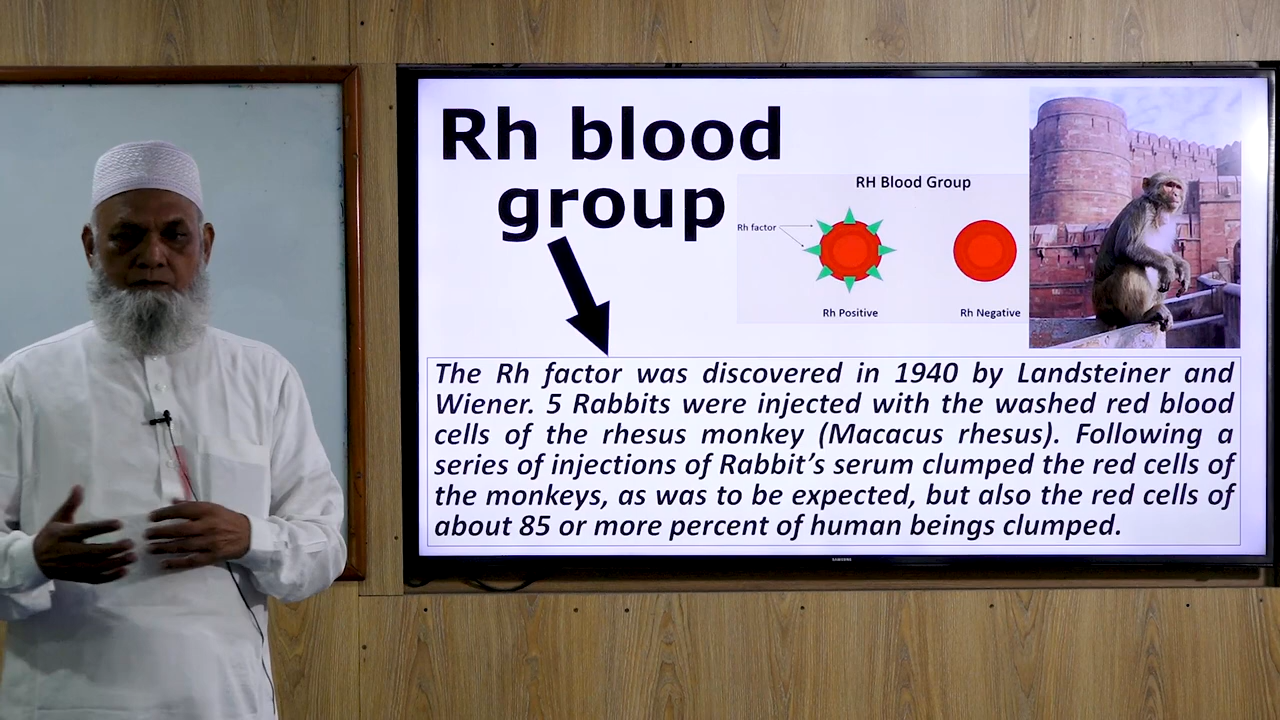 Rh blood
group
RH Blood Group
Rh factor
Rh Positive
Rh Negative
The Rh factor was discovered in 1940 by Landsteiner and
Wiener. 5 Rabbits were injected with the washed red blood
cells of the rhesus monkey (Macacus rhesus). Following a
series of injections of Rabbit’s serum clumped the red cells of
the monkeys, as was to be expected, but also the red cells of
about 85 or more percent of human beings clumped.
SAMSUNG